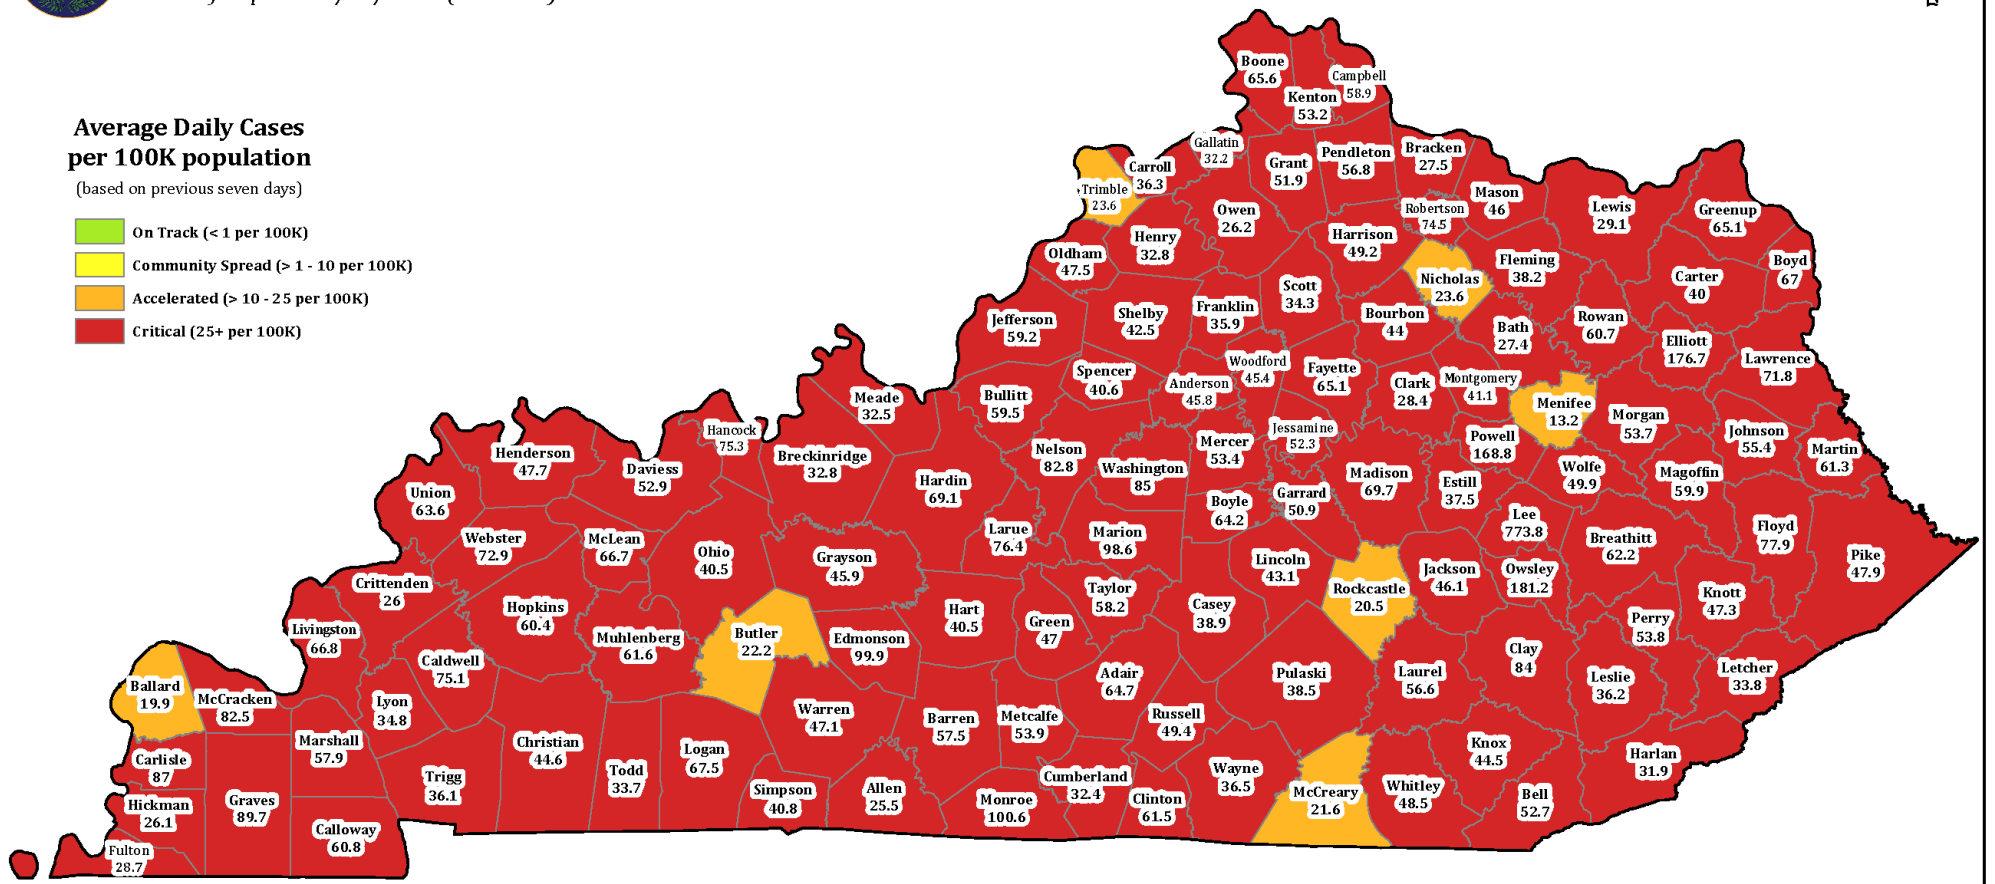 Average Daily Cases
per 100K population
(based on previous seven days)
On Track (< 1 per 100K)
Community Spread (> 1 - 10 per 100K)
Accelerated (> 10 - 25 per 100K)
Critical (25+ per 100K)
Boone
65.6
Campbell
58.9
Kenton
53.2
Gallatin
32.2
Carroll
36.3
Trimble
23.6
Grant
51.9
Pendleton
56.8
Bracken
27.5
Mason
46
Robertson
74.5
Lewis
29.1
Greenup
65.1
Owen
26.2
Henry
32.8
Oldham
47.5
Harrison
49.2
Nicholas
23.6
Fleming
38.2
Carter
40
Boyd
67
Jefferson
59.2
Shelby
42.5
Franklin
35.9
Scott
34.3
Bourbon
44
Bath
27.4
Rowan
60.7
Elliott
176.7
Lawrence
71.8
Spencer
40.6
Anderson
45.8
Woodford
45.4
Fayette
65.1
Clark
28.4
Montgomery
41.1
Menifee
13.2
Morgan
53.7
Johnson
55.4
Martin
61.3
Meade
32.5
Bullitt
59.5
Hancock
75.3
Breckinridge
32.8
Henderson
47.7
Daviess
52.9
Union
63.6
Hardin
69.1
Nelson
82.8
Washington
85
Mercer
53.4
Jessamine
52.3
Boyle
64.2
Garrard
50.9
Madison
69.7
Estill
37.5
Powell
168.8
Wolfe
49.9
Magoffin
59.9
Lee
773.8
Breathitt
62.2
Floyd
77.9
Pike
47.9
Webster
72.9
McLean
66.7
Ohio
40.5
Grayson
45.9
Larue
76.4
Marion
98.6
Lincoln
43.1
Rockcastle
20.5
Jackson
46.1
Owsley
181.2
Knott
47.3
Perry
53.8
Crittenden
26
Livingston
66.8
Hopkins
60.4
Muhlenberg
61.6
Butler
22.2
Edmonson
99.9
Hart
40.5
Green
47
Taylor
58.2
Casey
38.9
Caldwell
75.1
Lyon
34.8
Ballard
19.9
McCracken
82.5
Marshall
57.9
Carlisle
87
Hickman
26.1
Graves
89.7
Fulton
28.7
Calloway
60.8
Trigg
36.1
Christian
44.6
Todd
33.7
Logan
67.5
Warren
47.1
Simpson
40.8
Allen
25.5
Barren
57.5
Metcalfe
53.9
Monroe
100.6
Adair
64.7
Russell
49.4
Cumberland
32.4
Clinton
61.5
Wayne
36.5
Pulaski
38.5
McCreary
21.6
Laurel
56.6
Whitley
48.5
Clay
84
Leslie
36.2
Letcher
33.8
Knox
44.5
Harlan
31.9
Bell
52.7